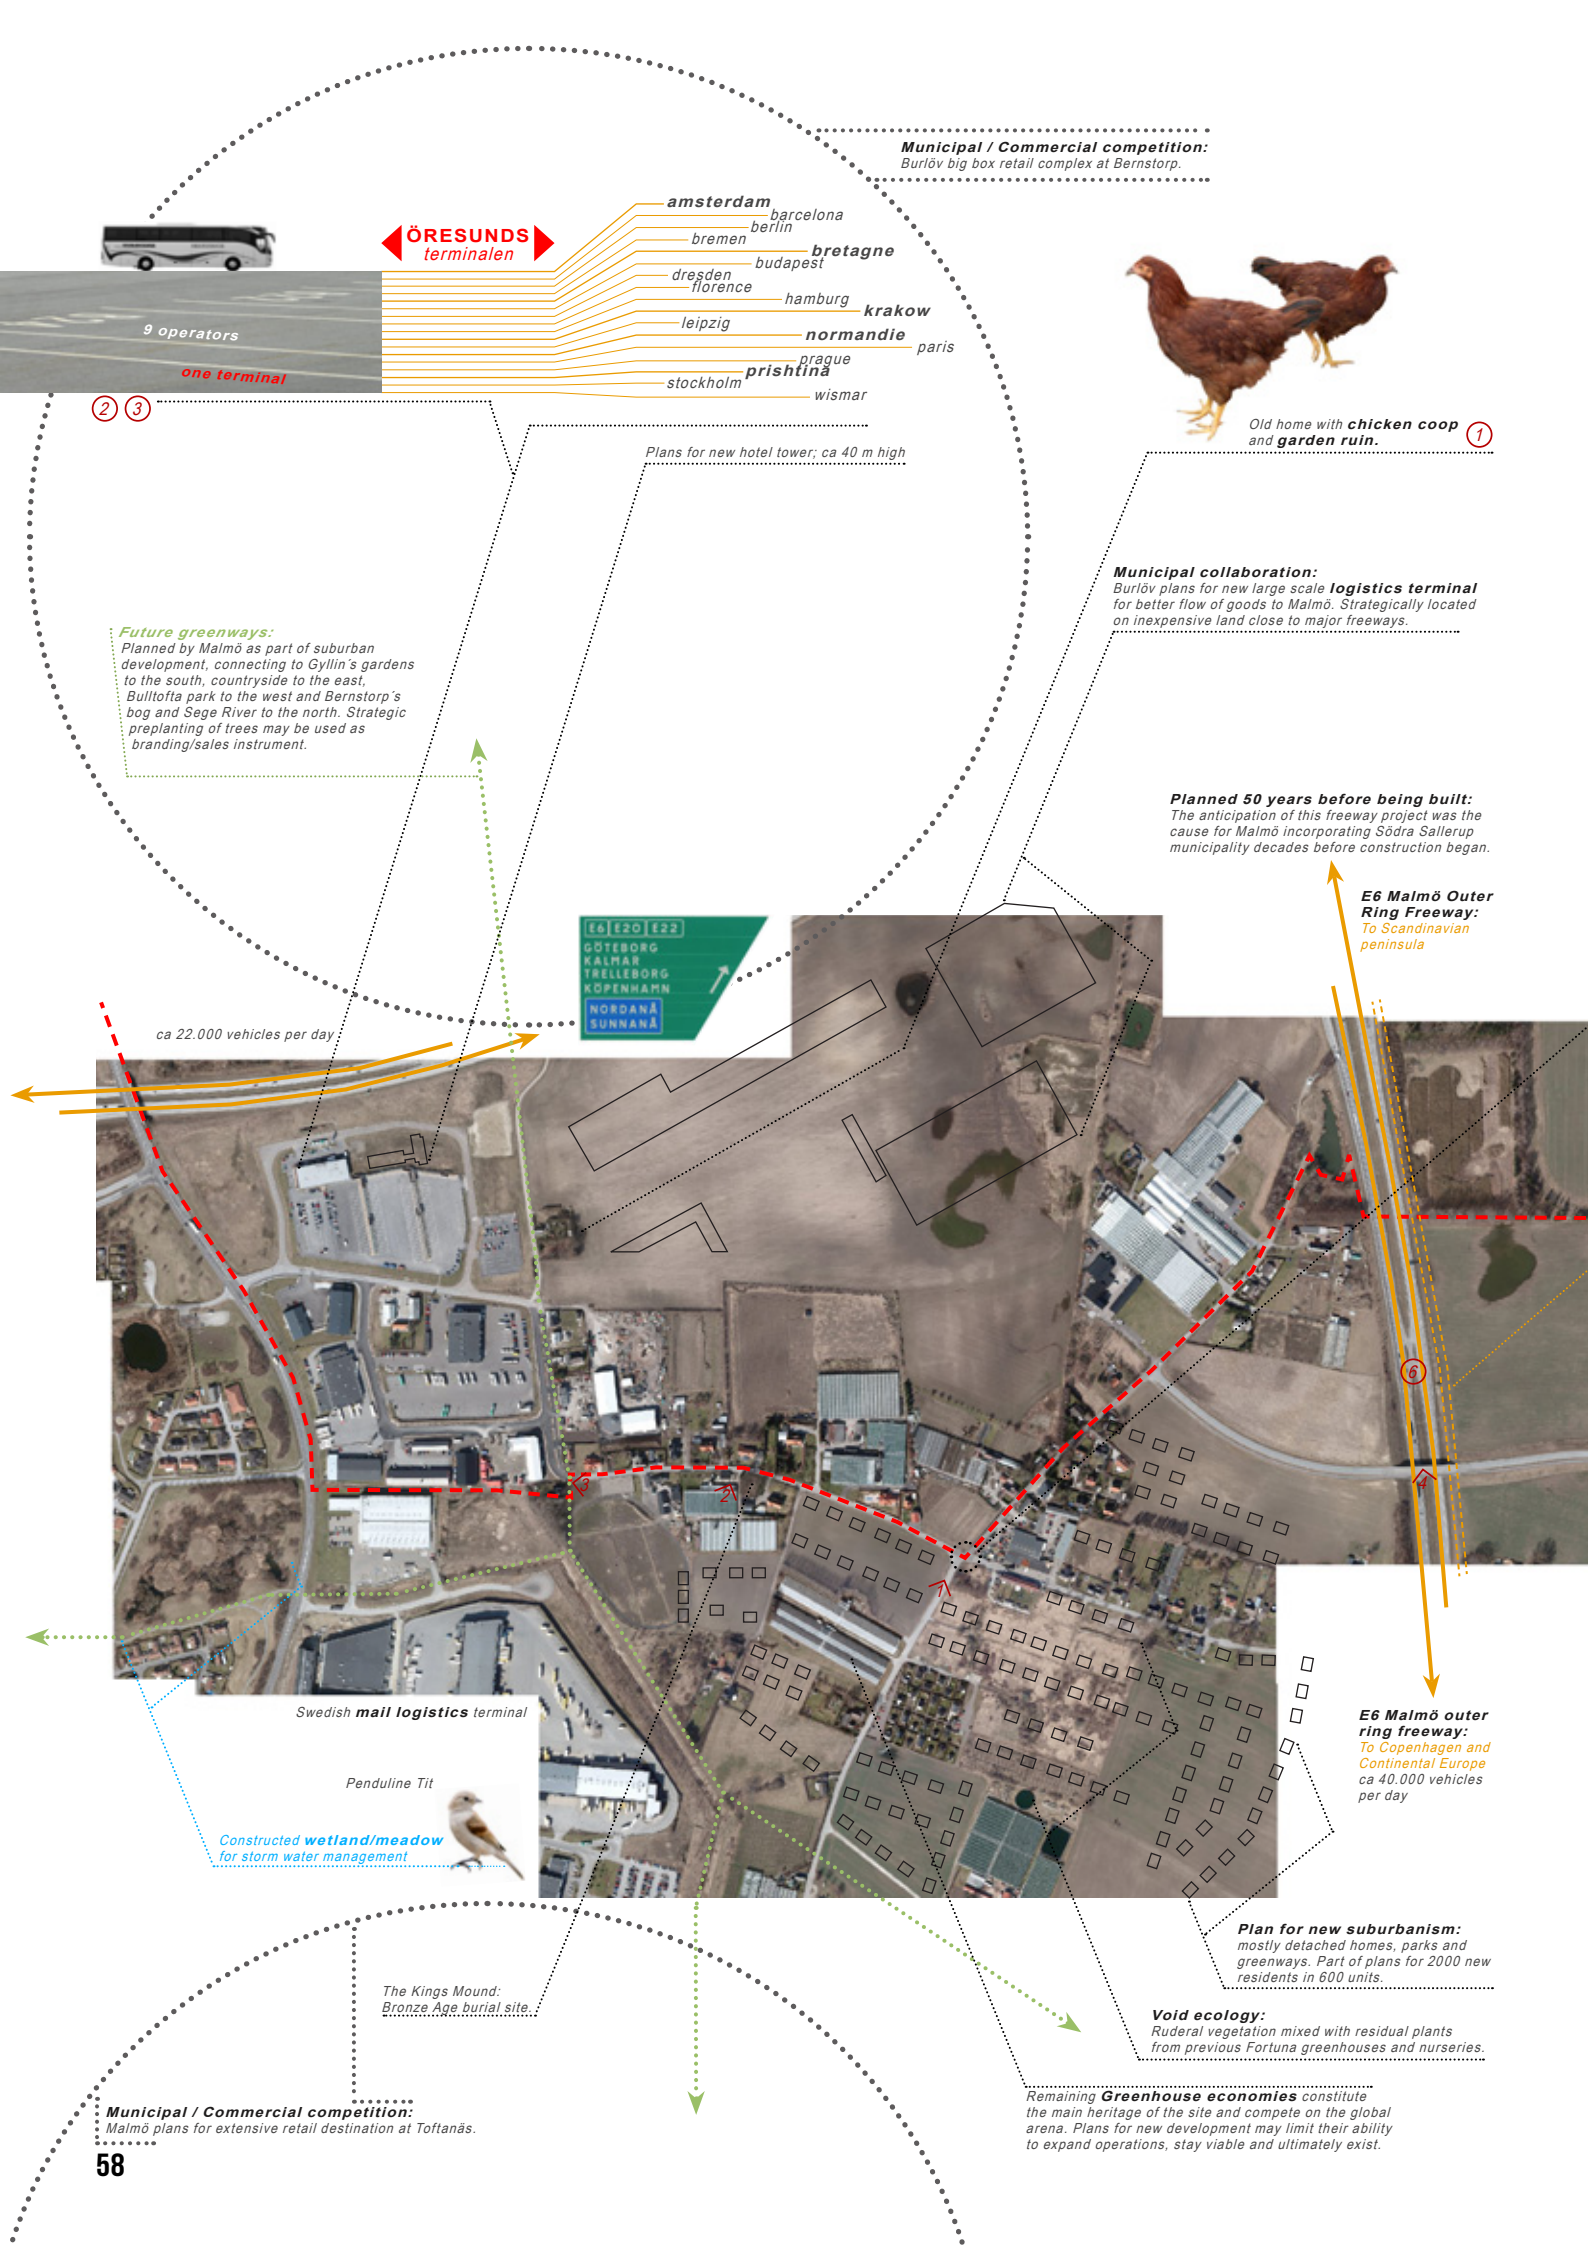 Municipal / Commercial competition:
Burlöv big box retail complex at Bernstorp.
ÖRESUNDS
terminalen
amsterdam
barcelona
berlin
bremen
bretagne
budapest
dresden
florence
hamburg
krakow
leipzig
normandie
paris
prague
prishtina
stockholm
wismar
9 operators
one terminal
2 3
Old home with chicken coop
and garden ruin.
1
Plans for new hotel tower; ca 40 m high
Municipal collaboration:
Burlöv plans for new large scale logistics terminal
for better flow of goods to Malmö. Strategically located
on inexpensive land close to major freeways.
Future greenways:
Planned by Malmö as part of suburban
development, connecting to Gyllin´s gardens
to the south, countryside to the east,
Bulltofta park to the west and Bernstorp´s
bog and Sege River to the north. Strategic
preplanting of trees may be used as
branding/sales instrument.
Planned 50 years before being built:
The anticipation of this freeway project was the
cause for Malmö incorporating Södra Sallerup
municipality decades before construction began.
E6 Malmö Outer
Ring Freeway:
To Scandinavian
peninsula
E6 E20 E22
GÖTEBORG
KALMAR
TRELLEBORG
KÖPENHAMN
NORDANÅ
SUNNANÅ
ca 22.000 vehicles per day
6
3
2
4
1
Swedish mail logistics terminal
E6 Malmö outer
ring freeway:
To Copenhagen and
Continental Europe
ca 40.000 vehicles
per day
Penduline Tit
Constructed wetland/meadow
for storm water management
Plan for new suburbanism:
mostly detached homes, parks and
greenways. Part of plans for 2000 new
residents in 600 units.
The Kings Mound:
Bronze Age burial site.
Void ecology:
Ruderal vegetation mixed with residual plants
from previous Fortuna greenhouses and nurseries.
Remaining Greenhouse economies constitute
the main heritage of the site and compete on the global
arena. Plans for new development may limit their ability
to expand operations, stay viable and ultimately exist.
Municipal / Commercial competition:
Malmö plans for extensive retail destination at Toftanäs.
58